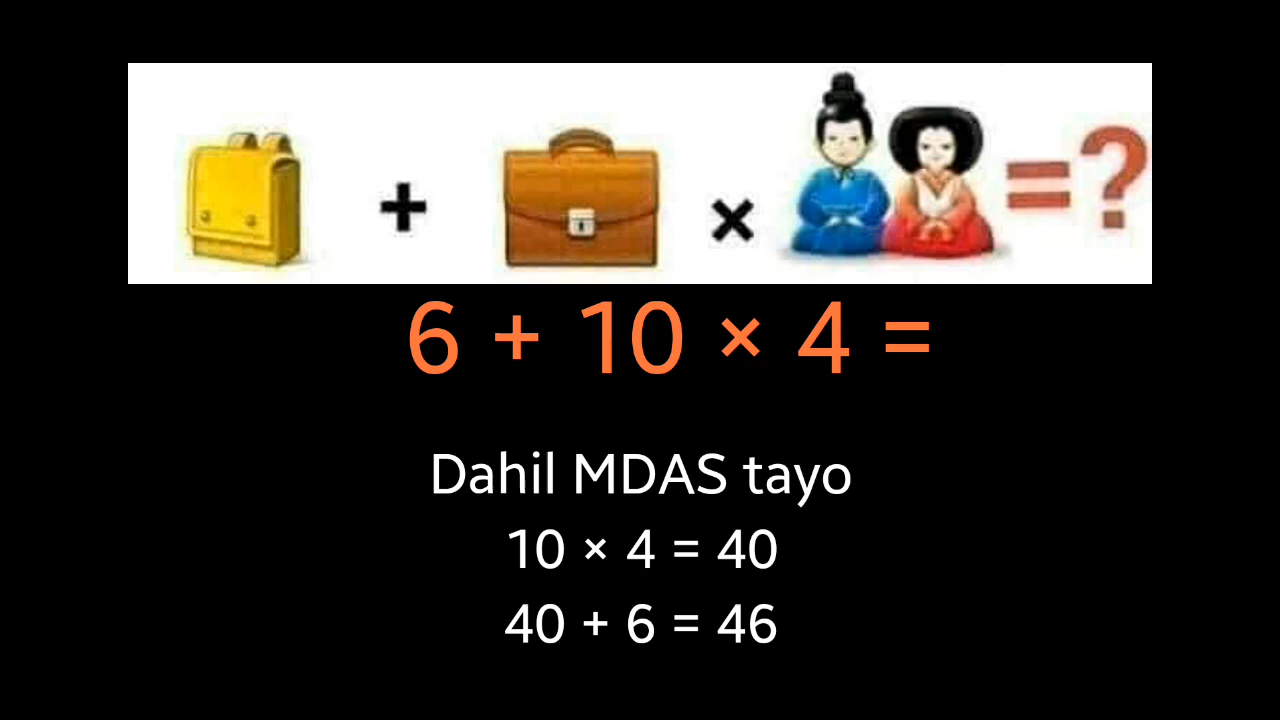 + × =?
6 + 10 × 4 =
Dahil MDAS tayo
10 × 4 = 40
40 + 6 = 46